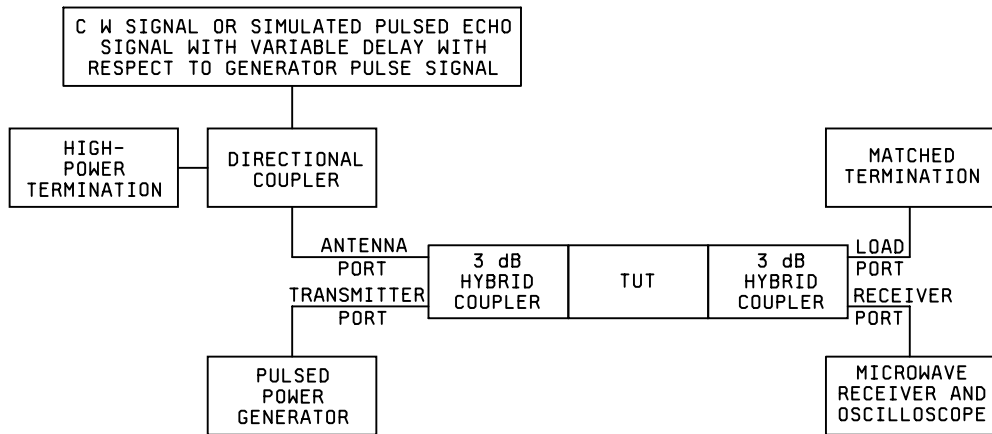 C W SIGNAL OR SIMULATED PULSED ECHO
SIGNAL WITH VARIABLE DELAY WITH
RESPECT TO GENERATOR PULSE SIGNAL
HIGH-
POWER
TERMINATION
DIRECTIONAL
COUPLER
MATCHED
TERMINATION
ANTENNA
PORT
3 dB
HYBRID
COUPLER
TUT
3 dB
HYBRID
COUPLER
LOAD
PORT
TRANSMITTER
PORT
RECEIVER
PORT
PULSED
POWER
GENERATOR
MICROWAVE
RECEIVER AND
OSCILLOSCOPE